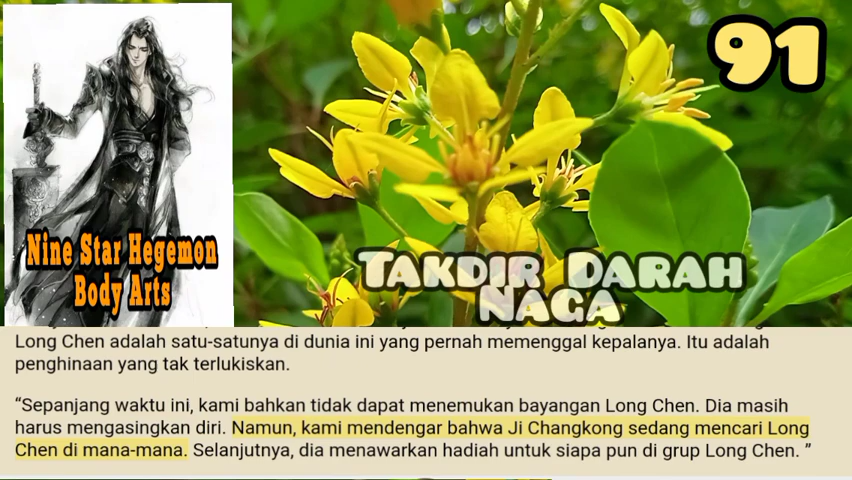 91
Nine Star Hegemon
Body Arts
Takdir Darah
Naga
Long Chen adalah satu-satunya di dunia ini yang pernah memenggal kepalanya. Itu adalah
penghinaan yang tak terlukiskan.
“Sepanjang waktu ini, kami bahkan tidak dapat menemukan bayangan Long Chen. Dia masih
harus mengasingkan diri. Namun, kami mendengar bahwa Ji Changkong sedang mencari Long
Chen di mana-mana. Selanjutnya, dia menawarkan hadiah untuk siapa pun di grup Long Chen. ”